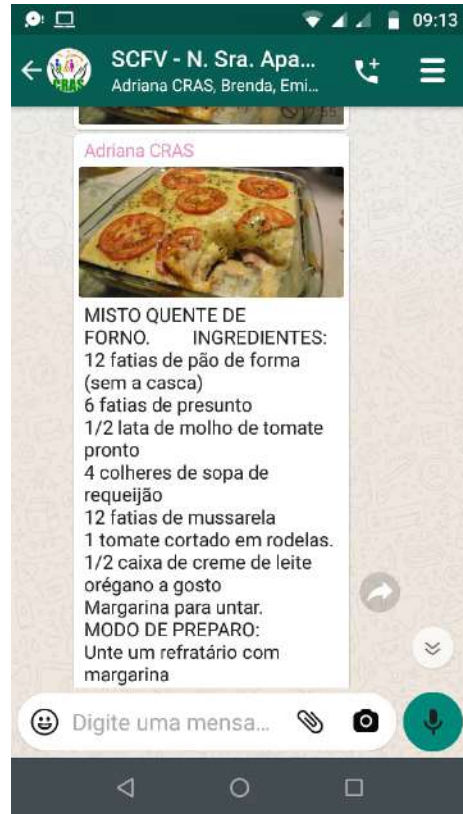 09:13
SCFV - N. Sra. Apa...
Adriana CRAS, Brenda, Emi...
CRAS
17:55
Adriana CRAS
MISTO QUENTE DE
FORNO. INGREDIENTES:
12 fatias de pão de forma
(sem a casca)
6 fatias de presunto
1/2 lata de molho de tomate
pronto
4 colheres de sopa de
requeijão
12 fatias de mussarela
1 tomate cortado em rodelas.
1/2 caixa de creme de leite
orégano a gosto
Margarina para untar.
MODO DE PREPARO:
Unte um refratário com
margarina
Digite uma mensa...